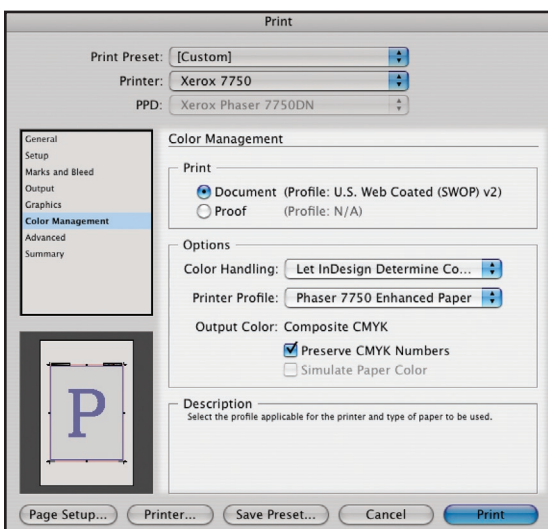 Print
Print Preset: [Custom]
Printer: Xerox 7750
PPD: Xerox Phaser 7750DN
General
Setup
Marks and Bleed
Output
Graphics
Color Management
Advanced
Summary
Color Management
Print
Document (Profile: U.S. Web Coated (SWOP) v2)
Proof (Profile: N/A)
Options
Color Handling: Let InDesign Determine Co...
Printer Profile: Phaser 7750 Enhanced Paper
Output Color: Composite CMYK
Preserve CMYK Numbers
Simulate Paper Color
Description
Select the profile applicable for the printer and type of paper to be used.
P
Page Setup... Printer... Save Preset... Cancel Print